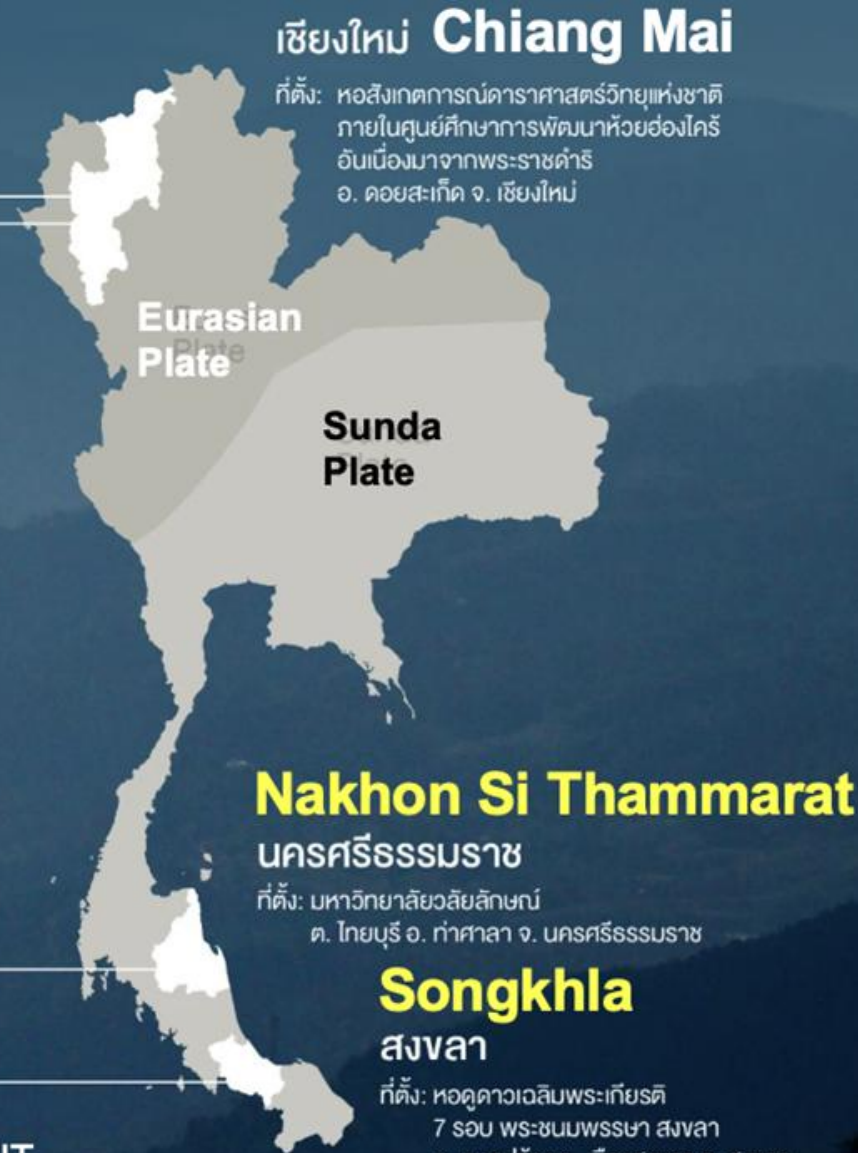 เชียงใหม่ Chiang Mai
ที่ตั้ง: หอสังเกตการณ์ดาราศาสตร์วิทยุแห่งชาติ
ภายในศูนย์ศึกษาการพัฒนาห้วยฮ่องไคร้
อันเนื่องมาจากพระราชดำริ
อ. ดอยสะเก็ด จ. เชียงใหม่
Eurasian
Plate
Sunda
Plate
Nakhon Si Thammarat
นครศรีธรรมราช
ที่ตั้ง: มหาวิทยาลัยวลัยลักษณ์
ต. ไทยบุรี อ. ท่าศาลา จ. นครศรีธรรมราช
Songkhla
สงขลา
ที่ตั้ง: หอดูดาวเฉลิมพระเกียรติ
7 รอบ พระชนมพรรษา สงขลา